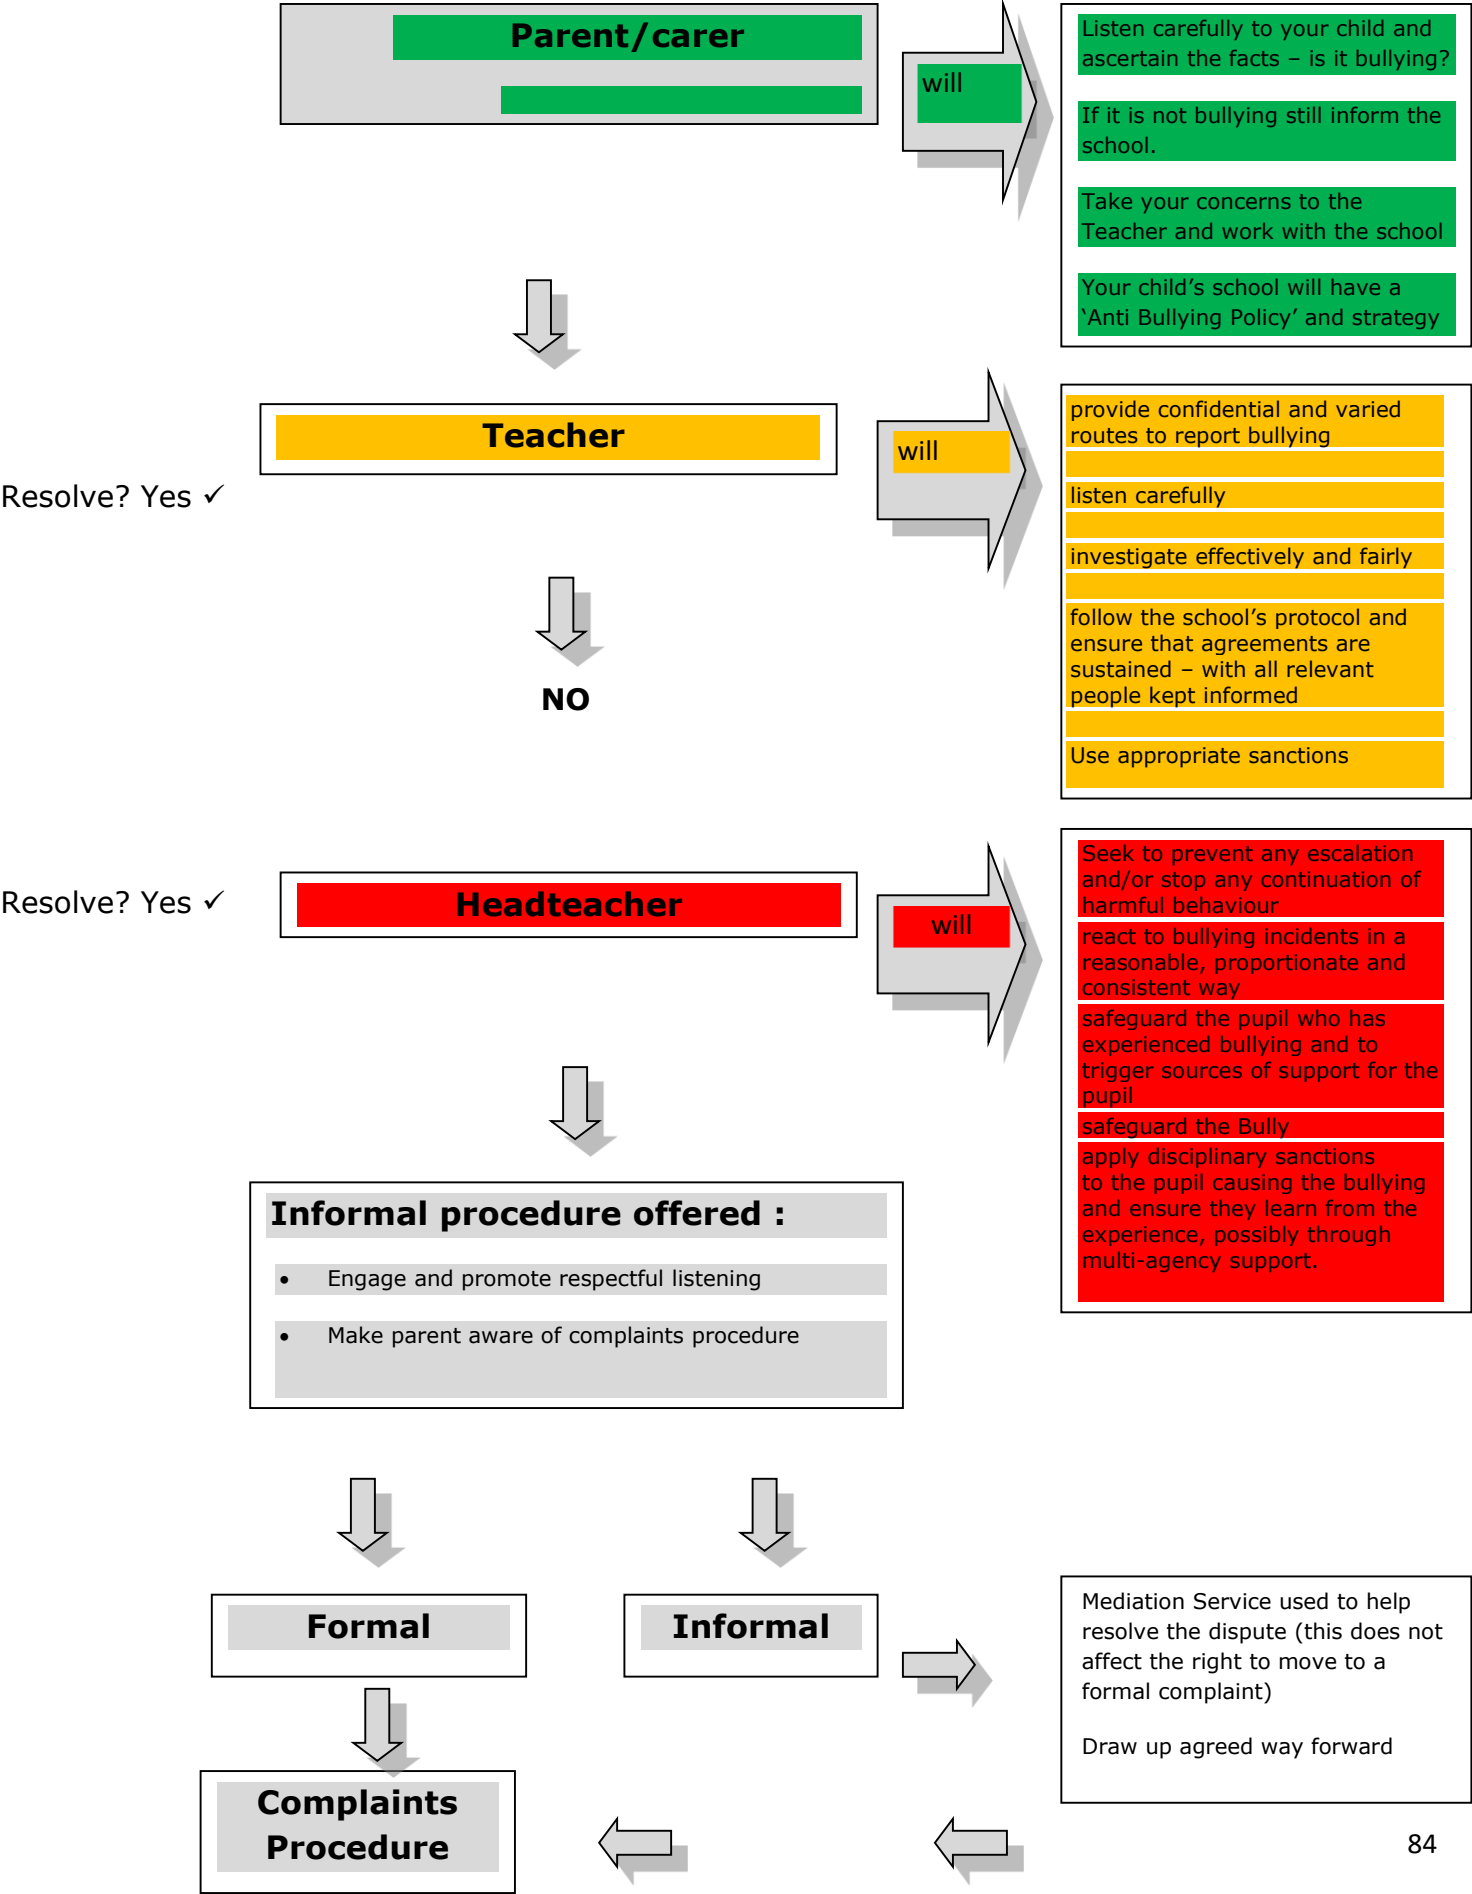 Parent/carer
will
Listen carefully to your child and
ascertain the facts – is it bullying?
If it is not bullying still inform the
school.
Take your concerns to the
Teacher and work with the school
Your child’s school will have a
‘Anti Bullying Policy’ and strategy
Teacher
will
Resolve? Yes ✓
provide confidential and varied
routes to report bullying
listen carefully
investigate effectively and fairly
follow the school’s protocol and
ensure that agreements are
sustained – with all relevant
people kept informed
Use appropriate sanctions
NO
Resolve? Yes ✓
Headteacher
will
Seek to prevent any escalation
and/or stop any continuation of
harmful behaviour
react to bullying incidents in a
reasonable, proportionate and
consistent way
safeguard the pupil who has
experienced bullying and to
trigger sources of support for the
pupil
safeguard the Bully
apply disciplinary sanctions
to the pupil causing the bullying
and ensure they learn from the
experience, possibly through
multi-agency support.
Informal procedure offered :
• Engage and promote respectful listening
• Make parent aware of complaints procedure
Formal
Informal
Mediation Service used to help
resolve the dispute (this does not
affect the right to move to a
formal complaint)
Draw up agreed way forward
Complaints
Procedure
84